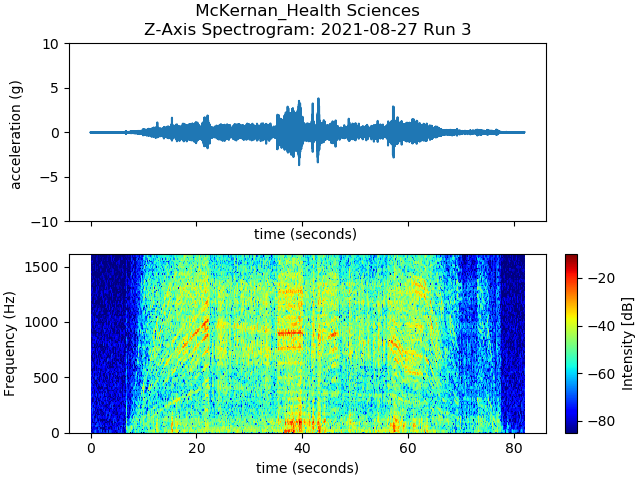 McKernan_Health Sciences
Z-Axis Spectrogram: 2021-08-27 Run 3
10
5
0
−5
−10
acceleration (g)
time (seconds)
1500
1000
500
0
Frequency (Hz)
0
20
40
60
80
time (seconds)
−20
−40
−60
−80
Intensity [dB]